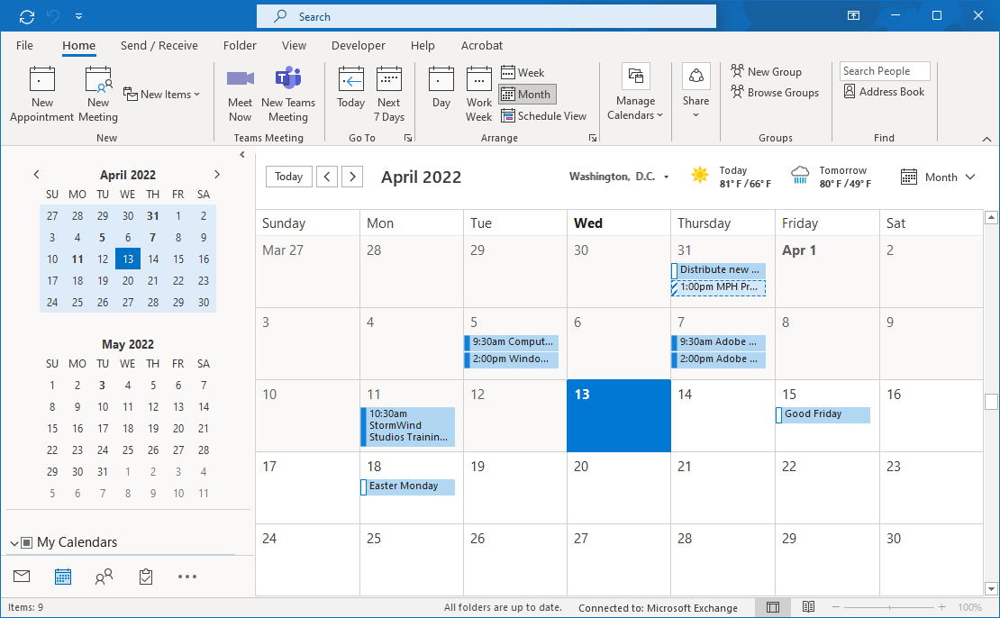 Search
File Home Send / Receive Folder View Developer Help Acrobat
New Appointment
New Meeting
New Items
New
Meet Now
New Teams Meeting
Teams Meeting
Today
Next 7 Days
Go To
Day
Work Week
Week
Month
Schedule View
Arrange
Manage Calendars
Share
New Group
Browse Groups
Groups
Search People
Address Book
Find
April 2022
SU MO TU WE TH FR SA
27 28 29 30 31 1 2
3 4 5 6 7 8 9
10 11 12 13 14 15 16
17 18 19 20 21 22 23
24 25 26 27 28 29 30
May 2022
SU MO TU WE TH FR SA
1 2 3 4 5 6 7
8 9 10 11 12 13 14
15 16 17 18 19 20 21
22 23 24 25 26 27 28
29 30 31 1 2 3 4
5 6 7 8 9 10 11
My Calendars
Today
April 2022
Washington, D.C.
Today
81° F / 66° F
Tomorrow
80° F / 49° F
Month
Sunday Mon Tue Wed Thursday Friday Sat
Mar 27 28 29 30 31 Apr 1 2
Distribute new ...
1:00pm MPH Pr...
3 4 5 6 7 8 9
9:30am Comput... 9:30am Adobe ...
2:00pm Windo... 2:00pm Adobe ...
10 11 12 13 14 15 16
10:30am
StormWind
Studios Trainin...
Good Friday
17 18 19 20 21 22 23
Easter Monday
24 25 26 27 28 29 30
Items: 9
All folders are up to date.
Connected to: Microsoft Exchange
100%